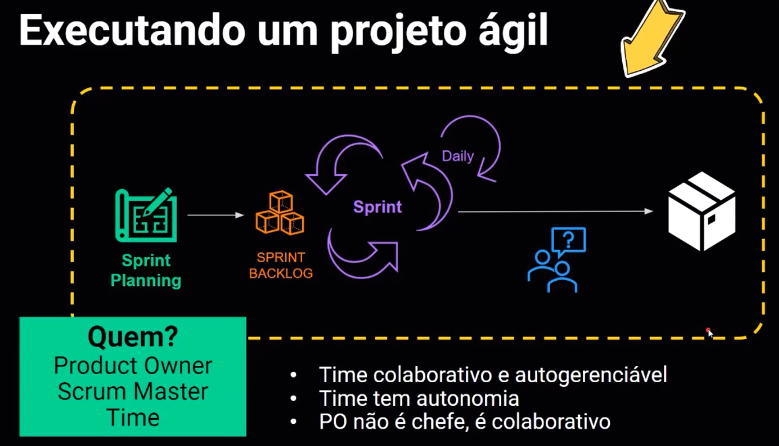 Executando um projeto ágil
Daily
Sprint
?
Sprint
Planning
SPRINT
BACKLOG
Quem?
Product Owner
Scrum Master
Time
• Time colaborativo e autogerenciável
• Time tem autonomia
• PO não é chefe, é colaborativo